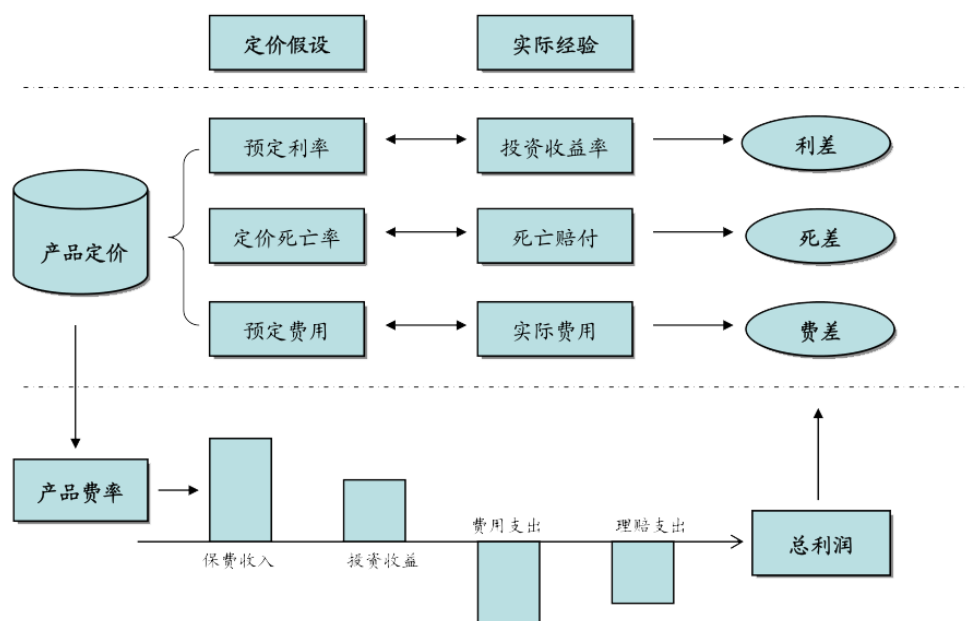 定价假设
实际经验
预定利率
投资收益率
利差
产品定价
定价死亡率
死亡赔付
死差
预定费用
实际费用
费差
产品费率
费用支出
理赔支出
总利润
保费收入
投资收益